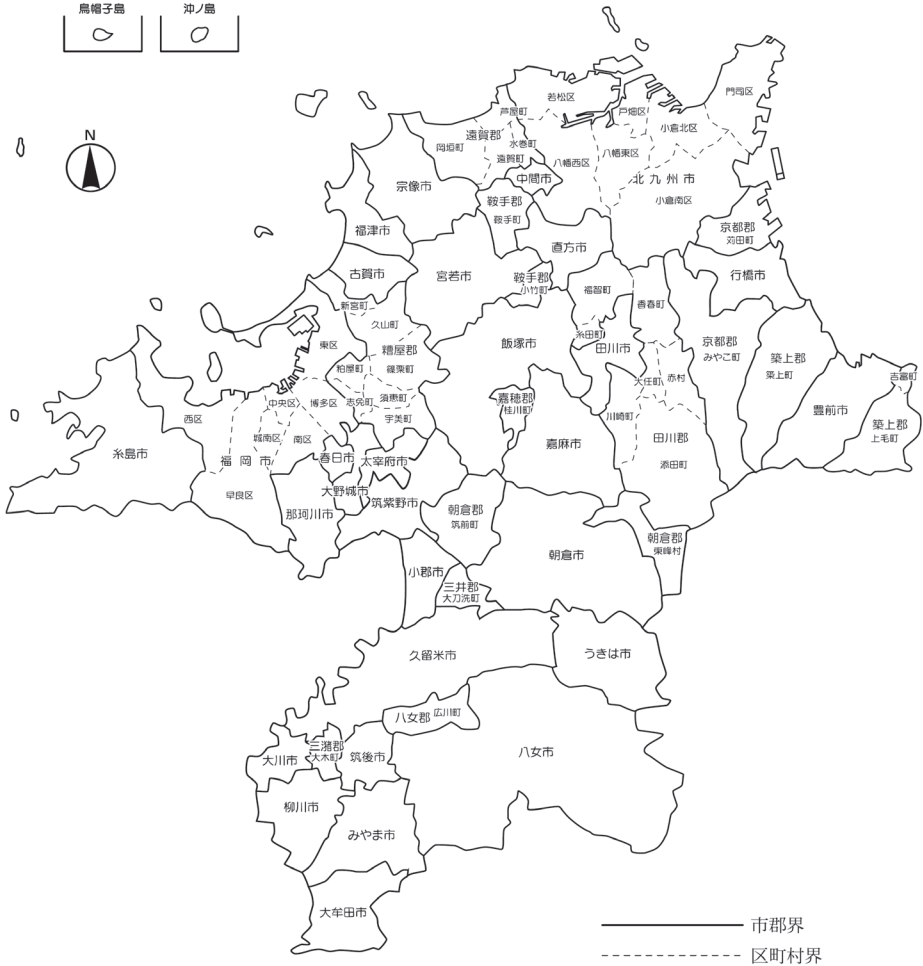 烏帽子島
沖ノ島
N
門司区
若松区
戸畑区
芦屋町
小倉北区
遠賀郡
岡垣町
水巻町
遠賀町
八幡西区
八幡東区
北九州市
小倉南区
中間市
宗像市
鞍手郡
鞍手町
京都郡
苅田町
福津市
直方市
古賀市
宮若市
鞍手郡
小竹町
福智町
香春町
行橋市
新宮町
久山町
糸田町
田川市
飯塚市
東区
糟屋郡
篠栗町
粕屋町
京都郡
みやこ町
築上郡
築上町
吉富町
大任町
赤村
西区
中央区
博多区
志免町
須恵町
宇美町
嘉穂郡
桂川町
川崎町
豊前市
築上郡
上毛町
糸島市
城南区
南区
福岡市
春日市
太宰府市
嘉麻市
田川郡
添田町
早良区
大野城市
筑紫野市
那珂川市
朝倉郡
筑前町
朝倉市
朝倉郡
東峰村
小郡市
三井郡
大刀洗町
久留米市
うきは市
八女郡
広川町
三潴郡
大木町
大川市
筑後市
八女市
柳川市
みやま市
大牟田市
市郡界
区町村界